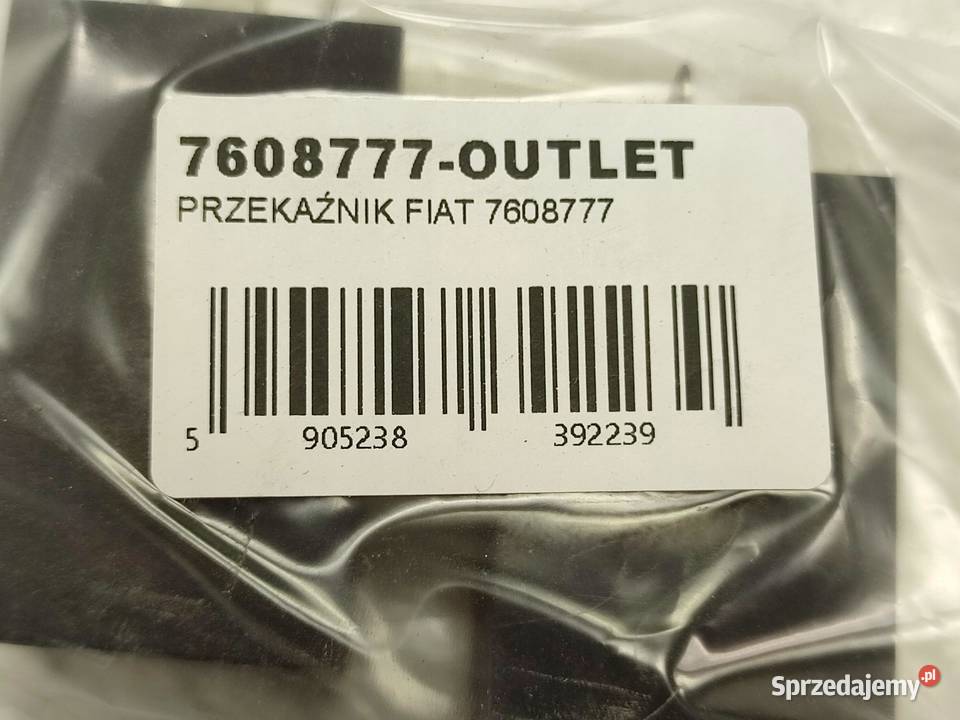 7608777-OUTLET
PRZEKAŹNIK FIAT 7608777
5 905238 392239
Sprzedajemy.pl